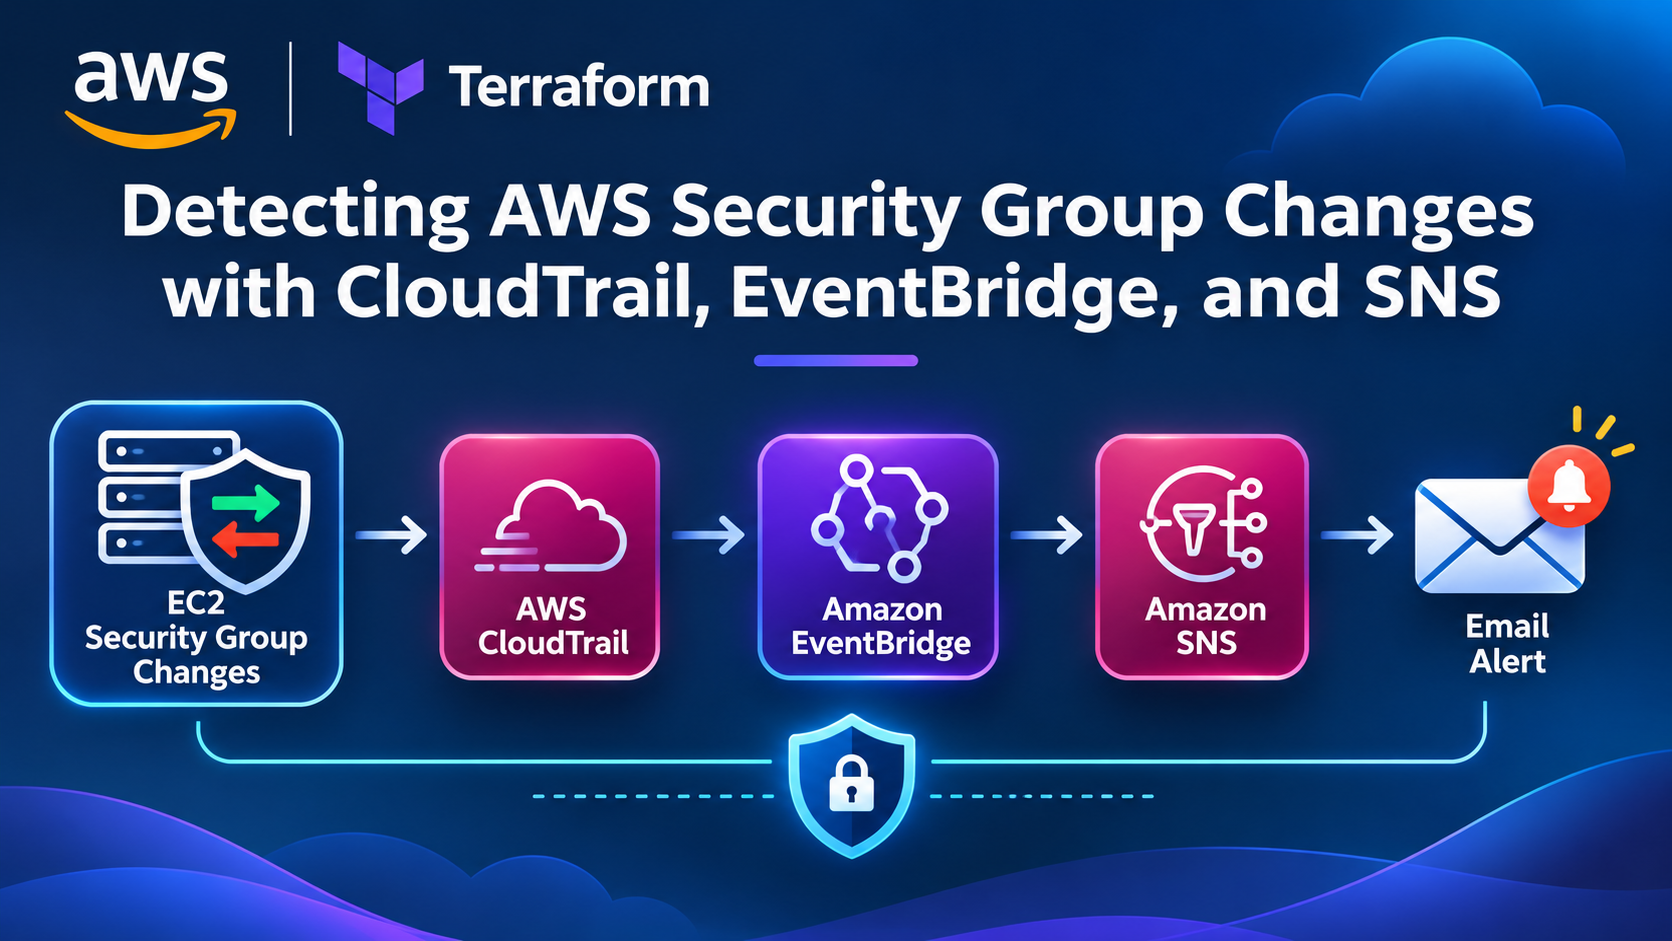 aws
Terraform
Detecting AWS Security Group Changes
with CloudTrail, EventBridge, and SNS
EC2
Security Group
Changes
AWS
CloudTrail
Amazon
EventBridge
Amazon
SNS
Email
Alert